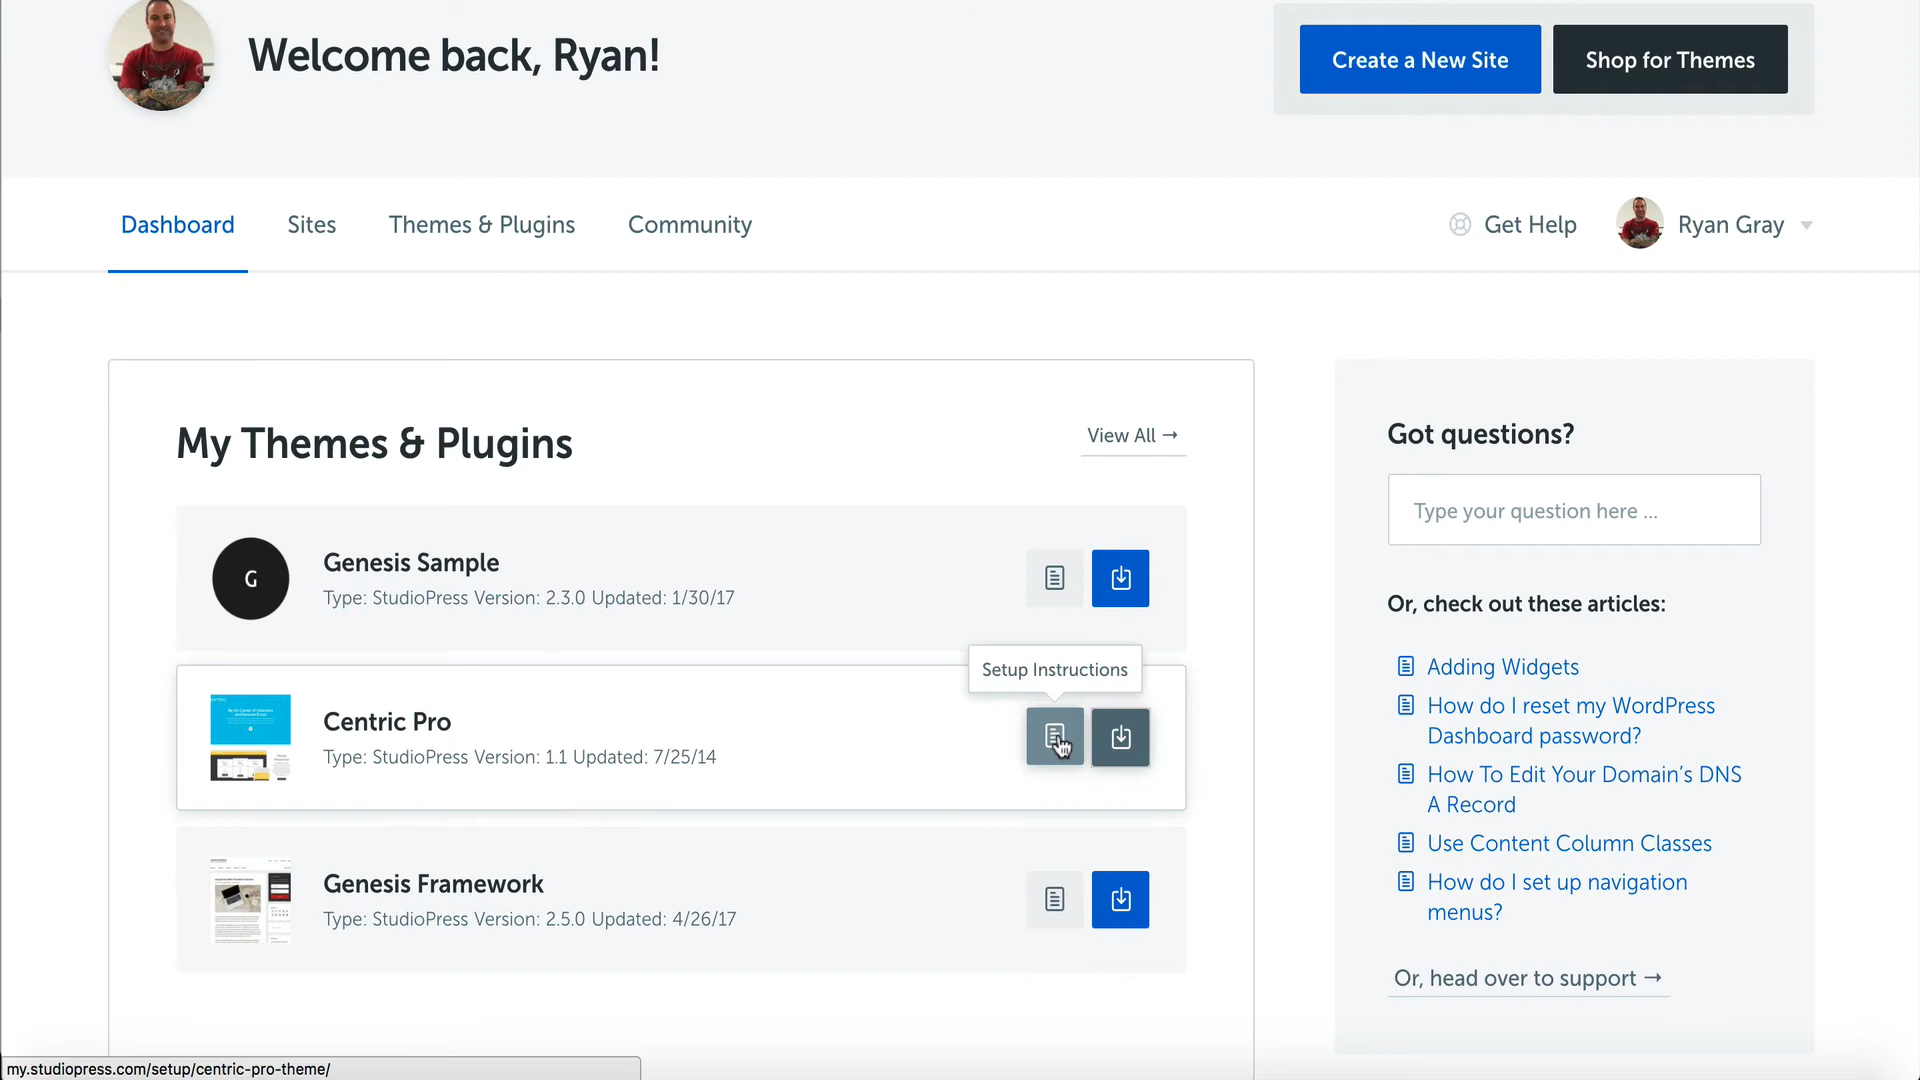 Welcome back, Ryan!
Create a New Site
Shop for Themes
Dashboard
Sites
Themes & Plugins
Community
Get Help
Ryan Gray
My Themes & Plugins
View All →
G
Genesis Sample
Type: StudioPress Version: 2.3.0 Updated: 1/30/17
Setup Instructions
Centric Pro
Type: StudioPress Version: 1.1 Updated: 7/25/14
Genesis Framework
Type: StudioPress Version: 2.5.0 Updated: 4/26/17
Got questions?
Type your question here ...
Or, check out these articles:
Adding Widgets
How do I reset my WordPress
Dashboard password?
How To Edit Your Domain's DNS
A Record
Use Content Column Classes
How do I set up navigation
menus?
Or, head over to support →
my.studiopress.com/setup/centric-pro-theme/